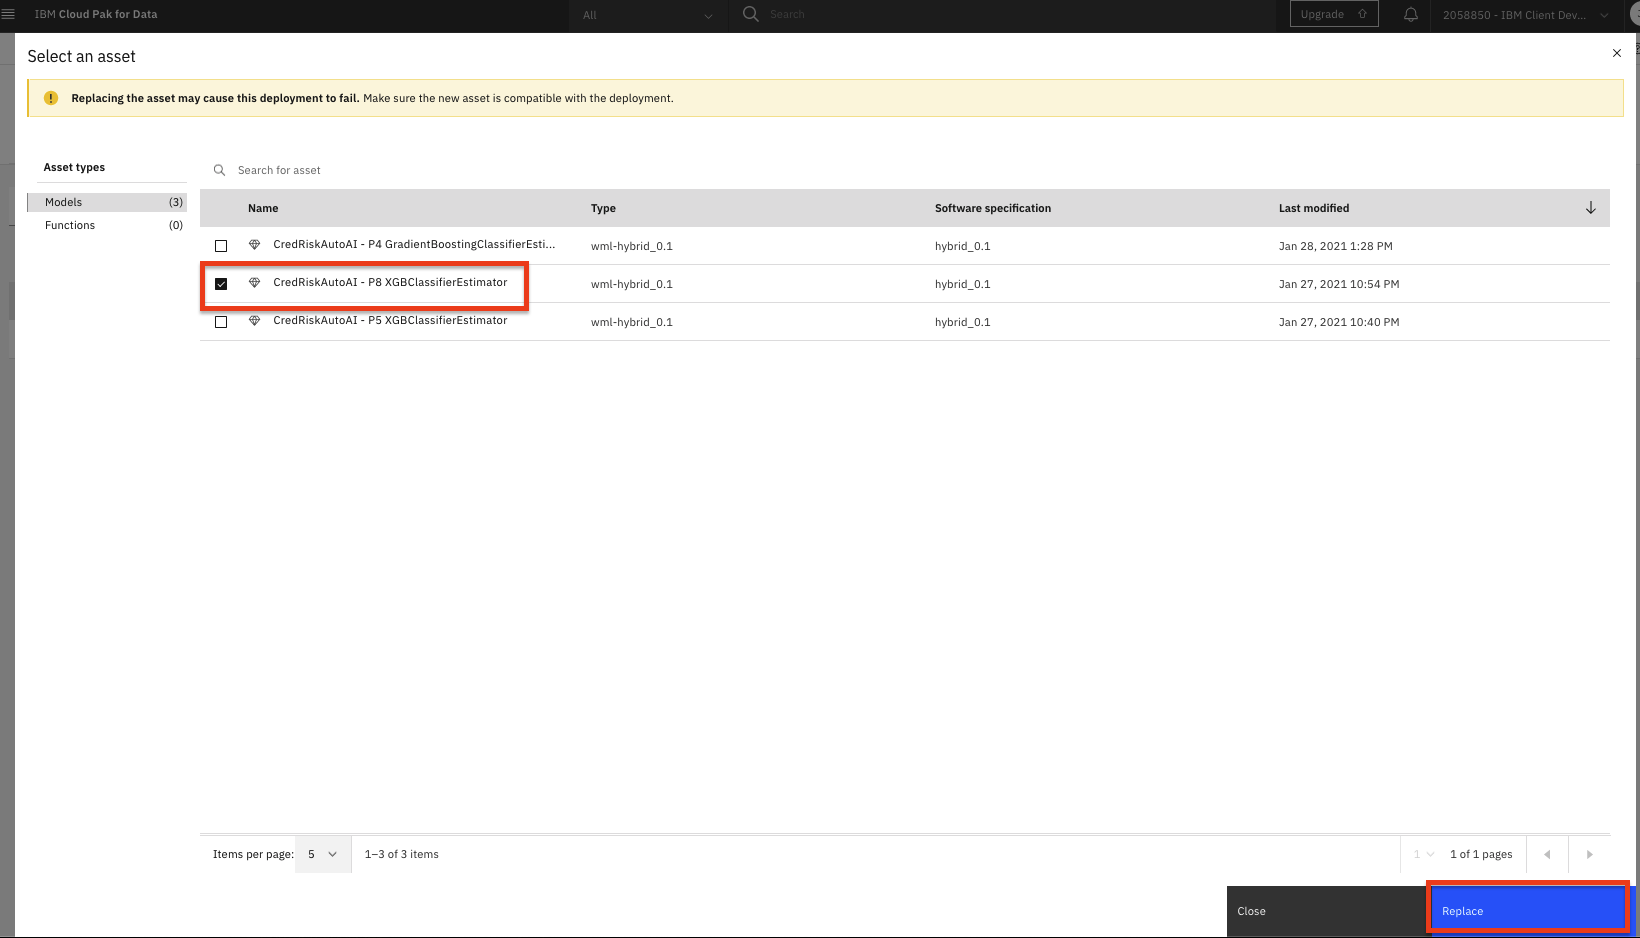 IBM Cloud Pak for Data
All
Search
Upgrade
2058850 - IBM Client Dev...
Select an asset
Replacing the asset may cause this deployment to fail. Make sure the new asset is compatible with the deployment.
Asset types
Models (3)
Functions (0)
Search for asset
Name Type Software specification Last modified
CredRiskAutoAI - P4 GradientBoostingClassifierEsti... wml-hybrid_0.1 hybrid_0.1 Jan 28, 2021 1:28 PM
CredRiskAutoAI - P8 XGBClassifierEstimator wml-hybrid_0.1 hybrid_0.1 Jan 27, 2021 10:54 PM
CredRiskAutoAI - P5 XGBClassifierEstimator wml-hybrid_0.1 hybrid_0.1 Jan 27, 2021 10:40 PM
Items per page: 5 1–3 of 3 items 1 1 of 1 pages
Close Replace